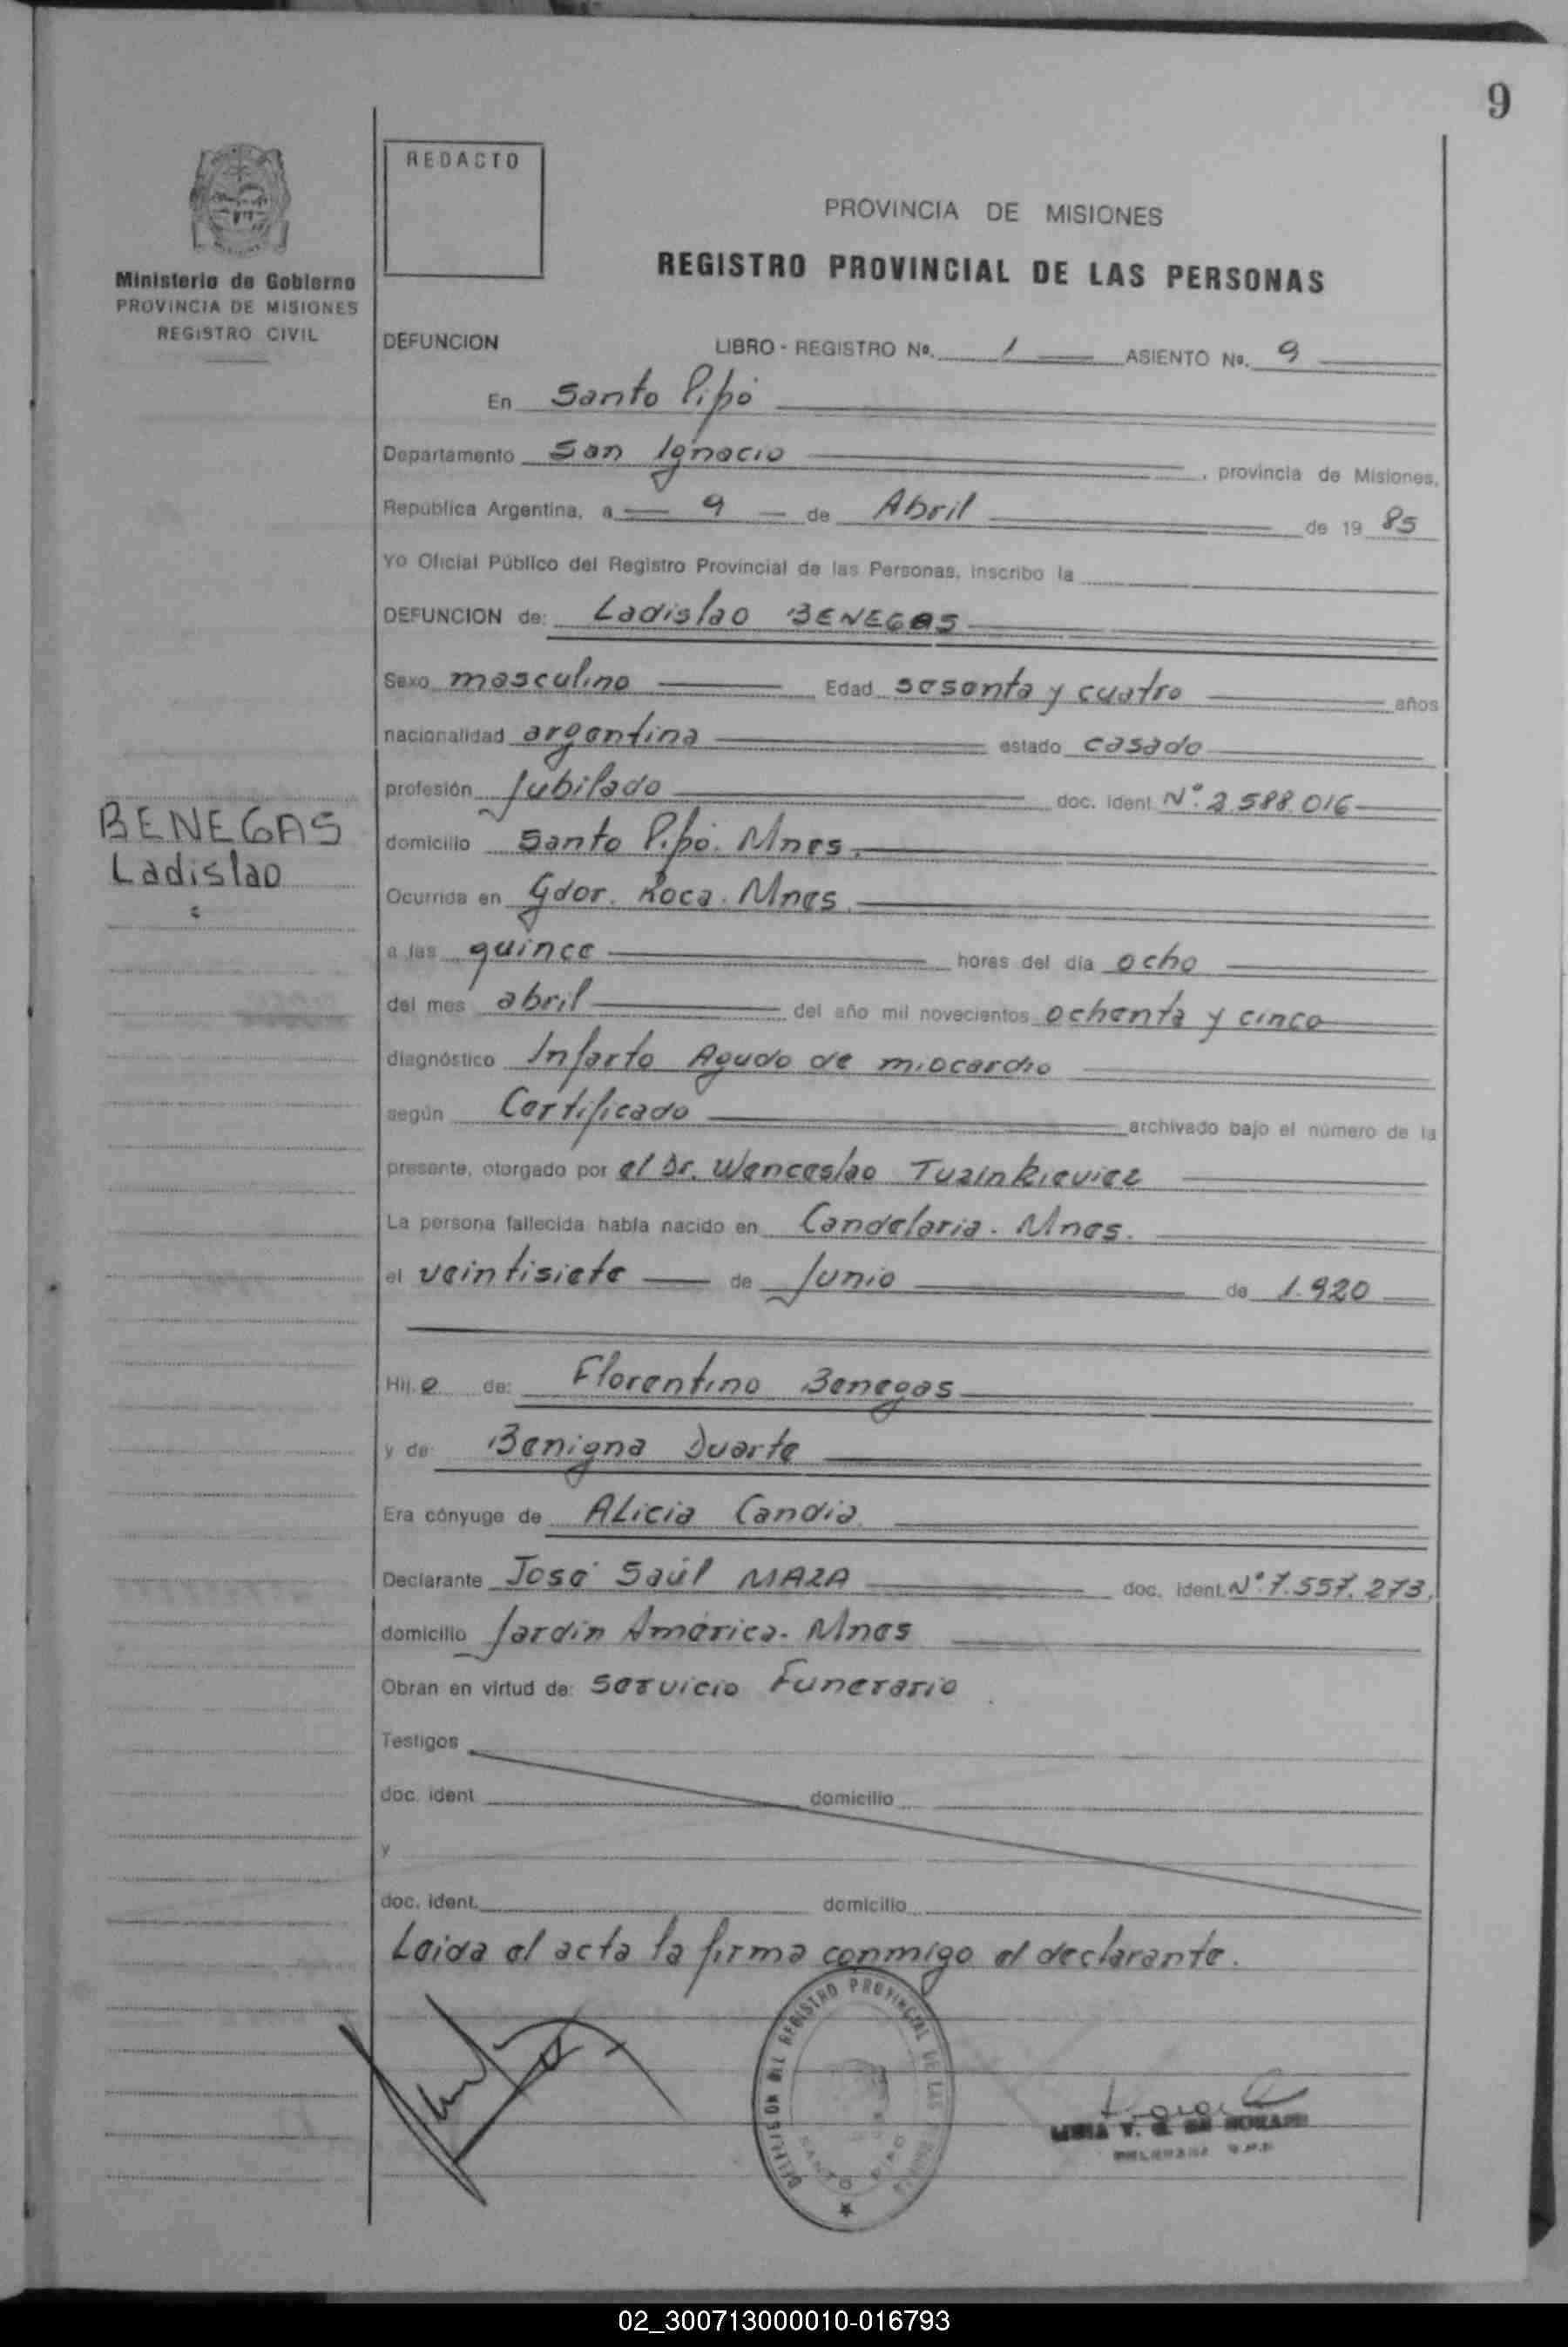 9
REDACTO
Ministerio de Gobierno
PROVINCIA DE MISIONES
REGISTRO CIVIL
PROVINCIA DE MISIONES
REGISTRO PROVINCIAL DE LAS PERSONAS
DEFUNCION LIBRO - REGISTRO Nº. 1 ASIENTO Nº. 9
En Santo Pipó
Departamento San Ignacio, provincia de Misiones,
República Argentina, a 9 de Abril de 19 85
Yo Oficial Público del Registro Provincial de las Personas, inscribo la
DEFUNCION de: Ladislao BENEGAS
Sexo masculino Edad sesenta y cuatro años
nacionalidad argentina estado casado
profesión Jubilado doc. ident. Nº. 2.588.016
BENEGAS
Ladislao
domicilio Santo Pipó. Mnes.
Ocurrida en Gdor. Roca. Mnes.
a las quince horas del día ocho
del mes abril del año mil novecientos ochenta y cinco
diagnóstico Infarto Agudo de miocardio
según Certificado archivado bajo el número de la
presente, otorgado por el Dr. Wenceslao Tuzinkieviez
La persona fallecida había nacido en Candelaria. Mnes.
el veintisiete de Junio de 1.920
Hij o de: Florentino Benegas
y de: Benigna Duarte
Era cónyuge de Alicia Candia
Declarante José Saúl MAZA doc. ident. Nº 7.557.273,
domicilio Jardín América. Mnes
Obran en virtud de: Servicio Funerario
Testigos
doc. ident domicilio
y
doc. ident. domicilio
Leida el acta la firma conmigo el declarante.
REGISTRO PROVINCIAL DE LAS
SANTO PIPO
02_300713000010-016793